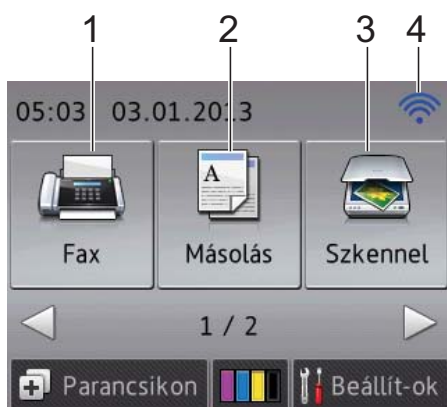 1 2 3 4
05:03 03.01.2013
A
Fax Másolás Szkennel
1 / 2
Parancsikon Beállít-ok